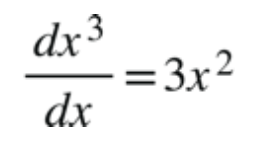 dx³/dx = 3x²